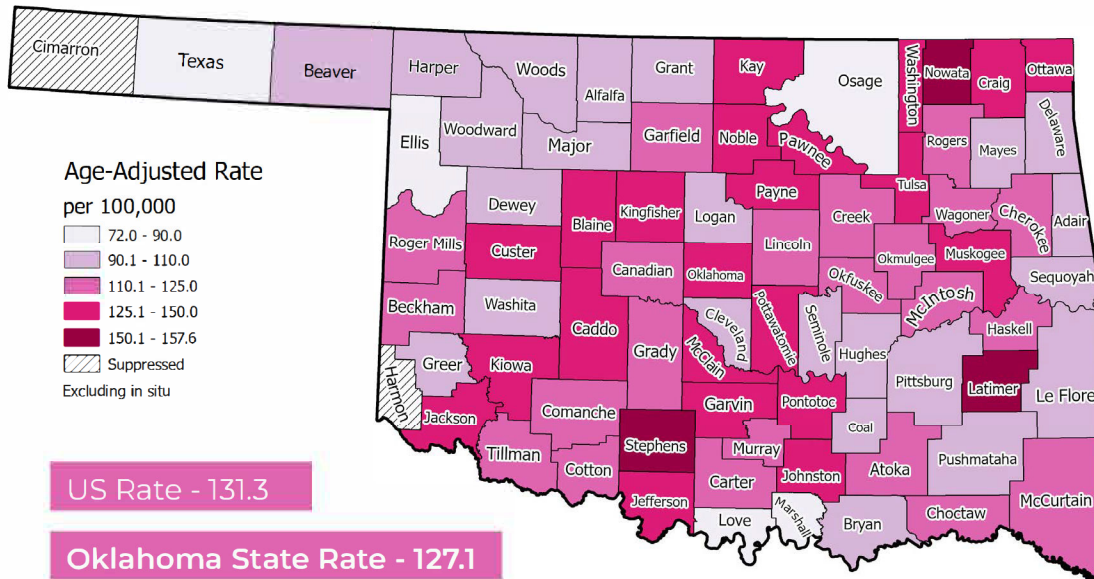 Cimarron
Texas
Beaver
Harper
Woods
Alfalfa
Grant
Kay
Osage
Washington
Nowata
Craig
Ottawa
Ellis
Woodward
Major
Garfield
Noble
Pawnee
Rogers
Mayes
Delaware
Age-Adjusted Rate
per 100,000
72.0 - 90.0
90.1 - 110.0
110.1 - 125.0
125.1 - 150.0
150.1 - 157.6
Suppressed
Excluding in situ
Dewey
Blaine
Kingfisher
Logan
Payne
Creek
Tulsa
Wagoner
Cherokee
Adair
Roger Mills
Custer
Canadian
Oklahoma
Lincoln
Okfuskee
Okmulgee
Muskogee
Sequoyah
Beckham
Washita
Caddo
Grady
Cleveland
McClain
Pottawatomie
Seminole
Hughes
McIntosh
Haskell
Harmon
Greer
Kiowa
Pittsburg
Latimer
Le Flore
Jackson
Comanche
Garvin
Pontotoc
Coal
Tillman
Cotton
Stephens
Murray
Johnston
Atoka
Pushmataha
Jefferson
Carter
Love
Marshall
Bryan
Choctaw
McCurtain
US Rate - 131.3
Oklahoma State Rate - 127.1